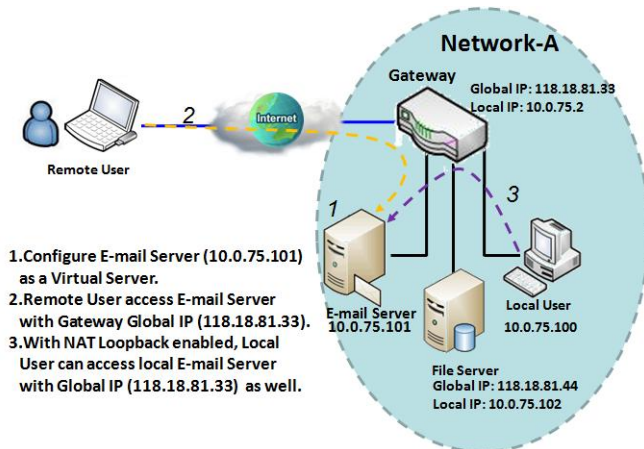 Network-A
Gateway
Global IP: 118.18.81.33
Local IP: 10.0.75.2
2
Internet
Remote User
1
3
E-mail Server
10.0.75.101
Local User
10.0.75.100
File Server
Global IP: 118.18.81.44
Local IP: 10.0.75.102
1.Configure E-mail Server (10.0.75.101)
as a Virtual Server.
2.Remote User access E-mail Server
with Gateway Global IP (118.18.81.33).
3.With NAT Loopback enabled, Local
User can access local E-mail Server
with Global IP (118.18.81.33) as well.